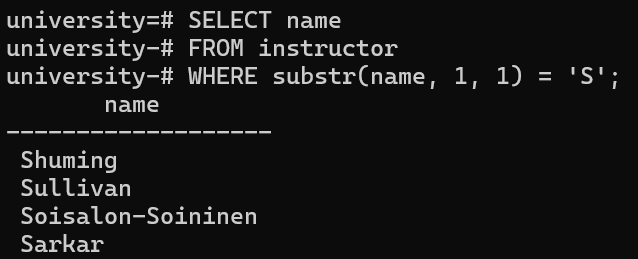 university=# SELECT name
university-# FROM instructor
university-# WHERE substr(name, 1, 1) = 'S';
       name
-------------------
 Shuming
 Sullivan
 Soisalon-Soininen
 Sarkar